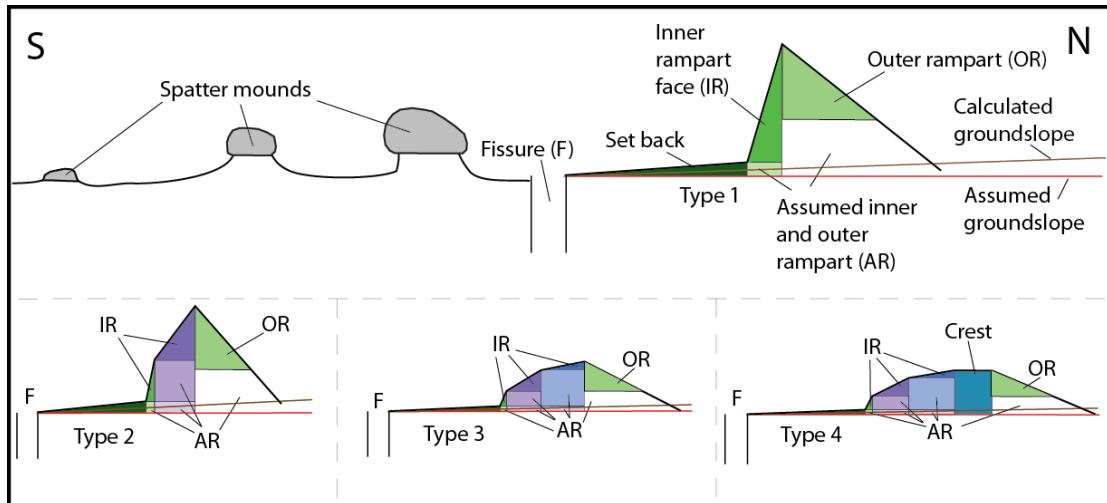 S
N
Spatter mounds
Inner
rampart
face (IR)
Outer rampart (OR)
Calculated
groundslope
Fissure (F)
Set back
Type 1
Assumed inner
and outer
rampart (AR)
Assumed
groundslope
IR
OR
F
AR
Type 2
IR
OR
F
AR
Type 3
Crest
IR
OR
F
AR
Type 4